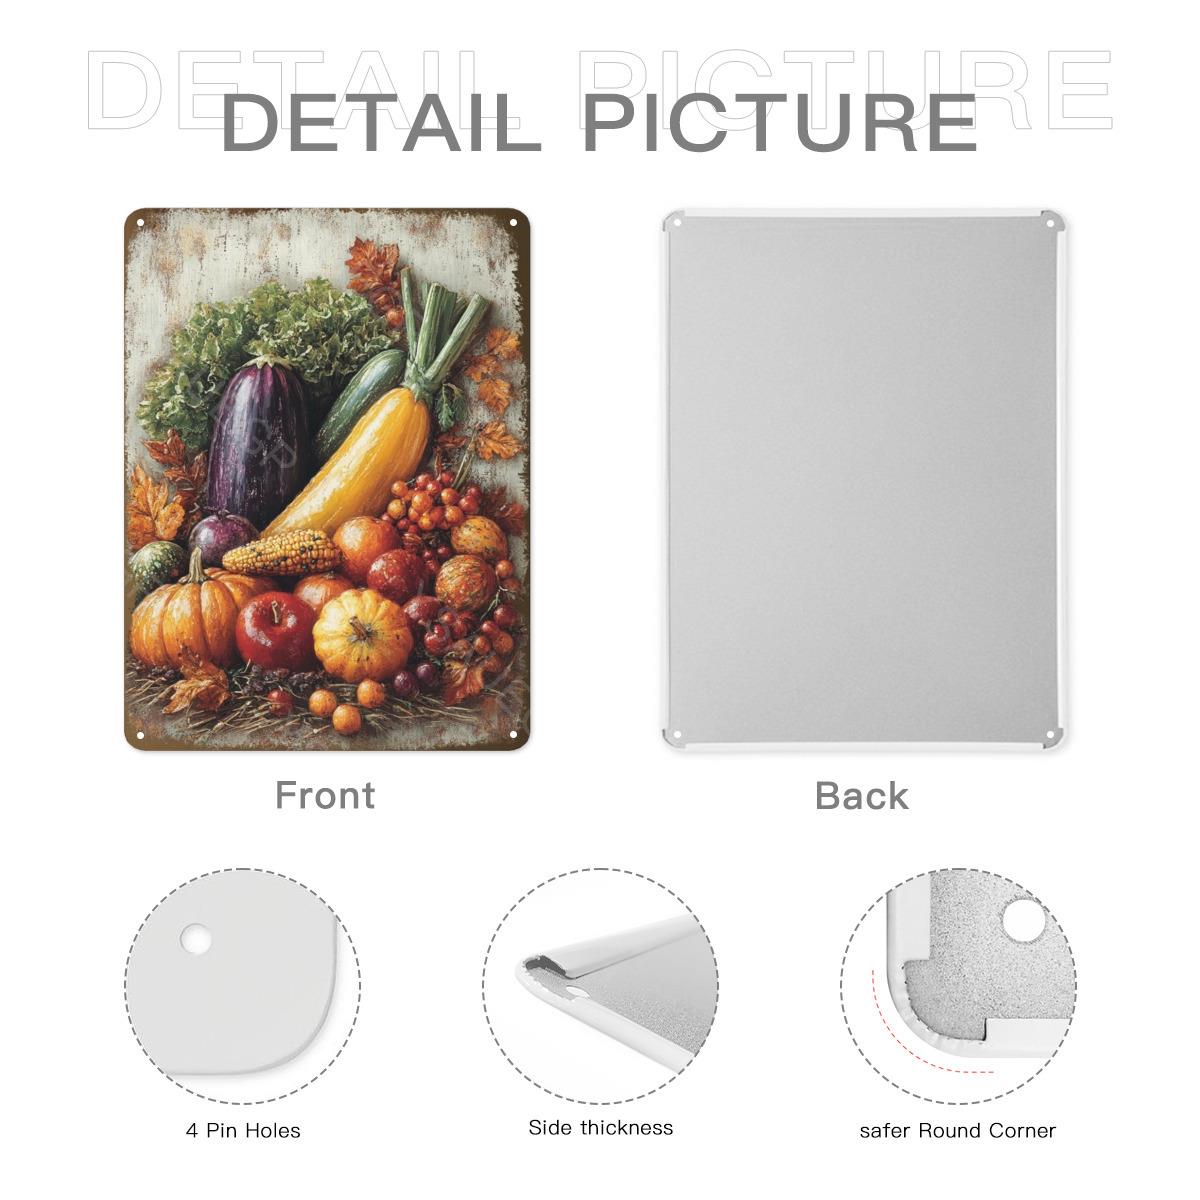 DETAIL PICTURE
DETAIL PICTURE
Front
Back
4 Pin Holes
Side thickness
safer Round Corner